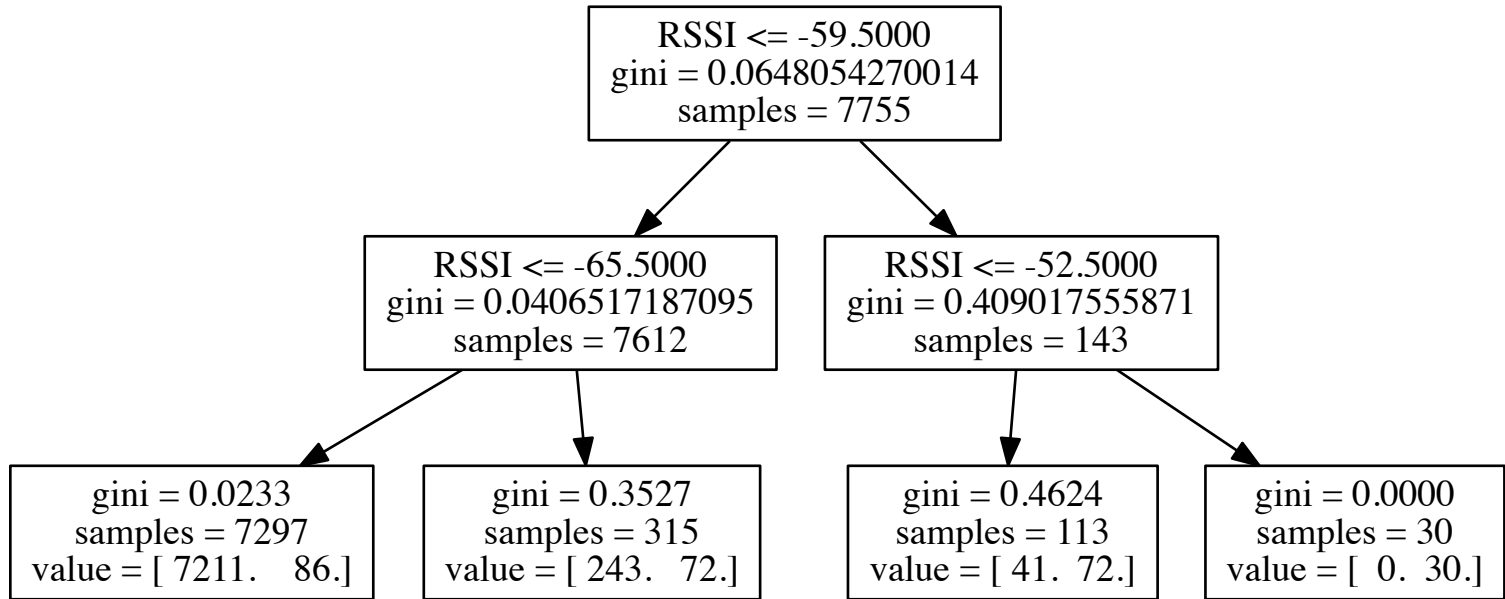 RSSI <= -59.5000
gini = 0.0648054270014
samples = 7755
RSSI <= -65.5000
gini = 0.0406517187095
samples = 7612
RSSI <= -52.5000
gini = 0.409017555871
samples = 143
gini = 0.0233
samples = 7297
value = [ 7211.    86.]
gini = 0.3527
samples = 315
value = [ 243.   72.]
gini = 0.4624
samples = 113
value = [ 41.  72.]
gini = 0.0000
samples = 30
value = [  0.  30.]